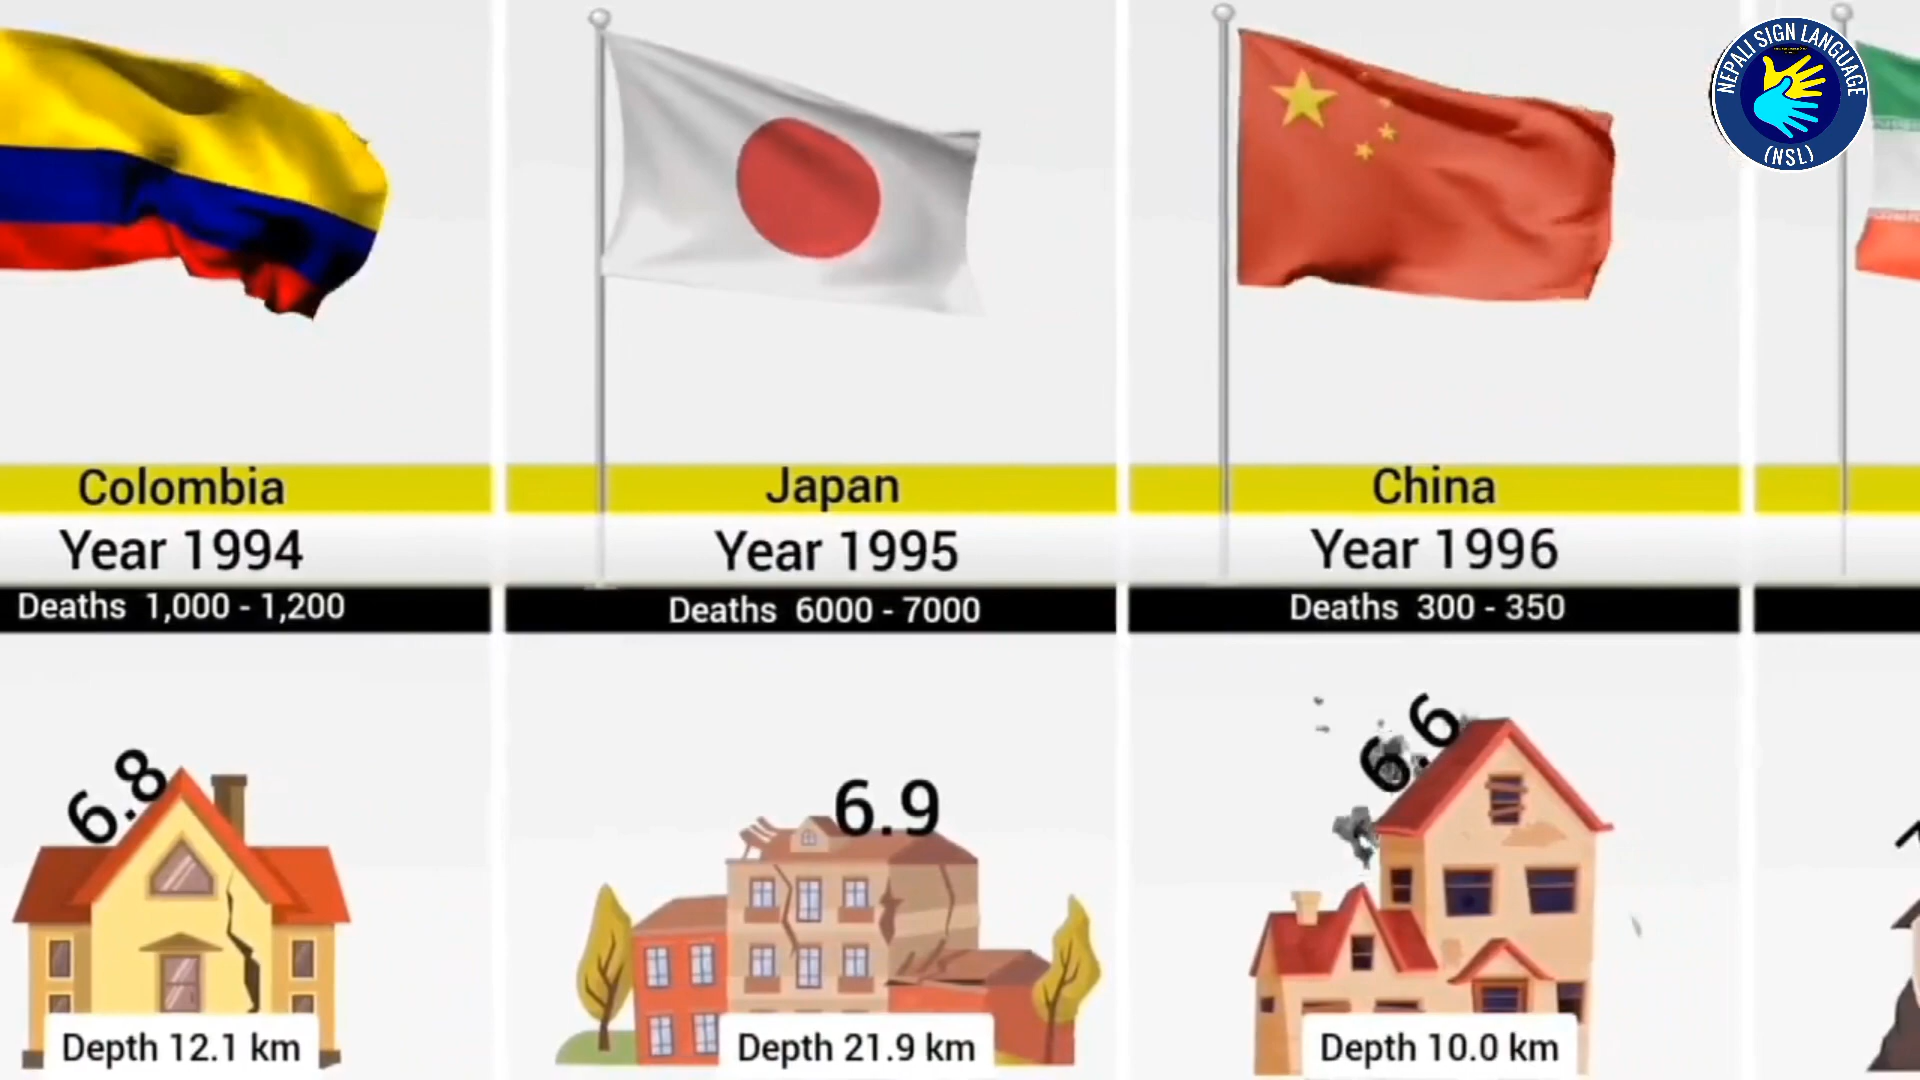 NEPALI SIGN LANGUAGE
(NSL)
Colombia
Year 1994
Deaths 1,000 - 1,200
6.8
Depth 12.1 km
Japan
Year 1995
Deaths 6000 - 7000
6.9
Depth 21.9 km
China
Year 1996
Deaths 300 - 350
6.6
Depth 10.0 km